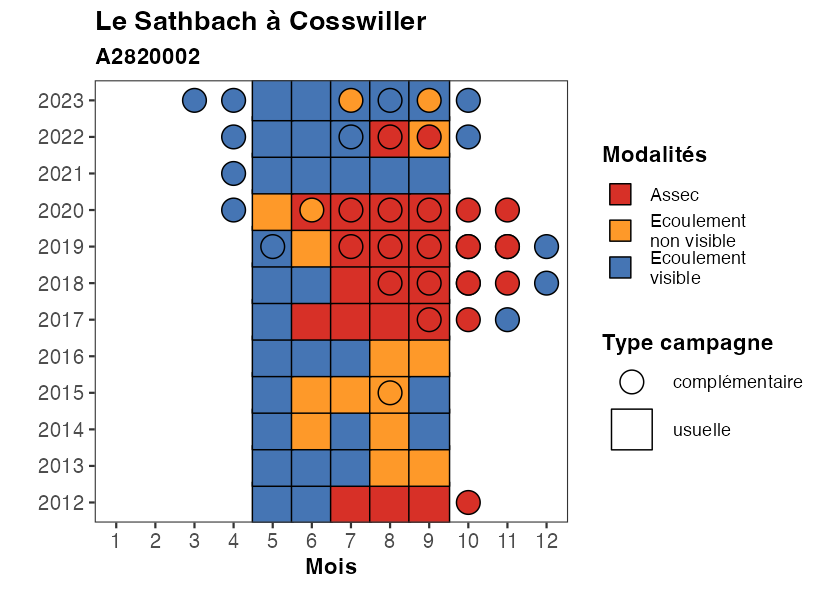 Le Sathbach à Cosswiller
A2820002
2023
2022
2021
2020
2019
2018
2017
2016
2015
2014
2013
2012
1 2 3 4 5 6 7 8 9 10 11 12
Mois
Modalités
Assec
Ecoulement
non visible
Ecoulement
visible
Type campagne
complémentaire
usuelle